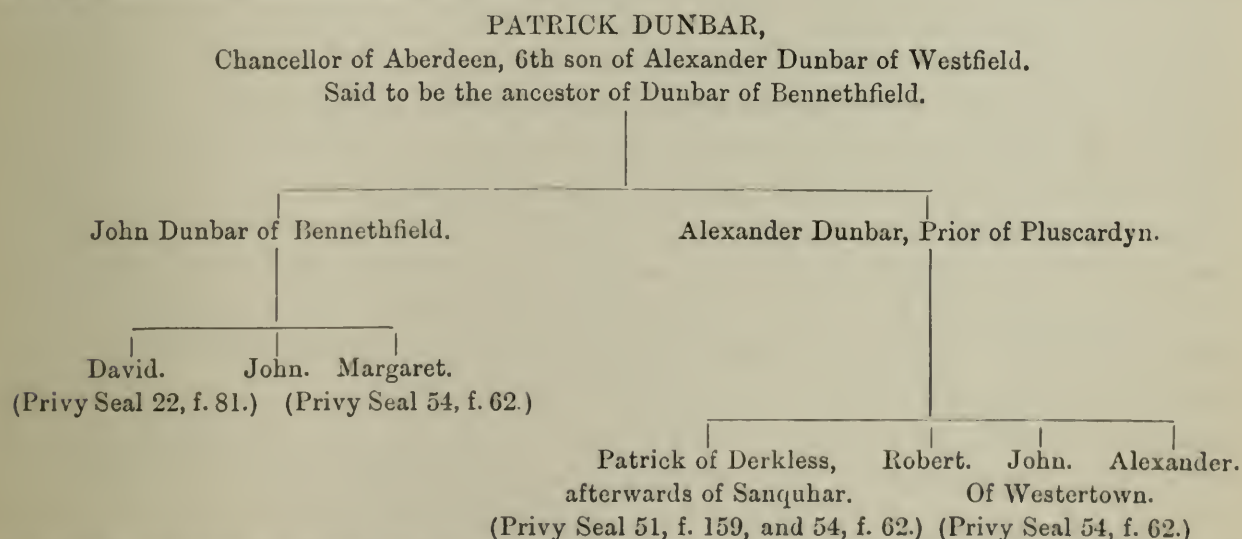 PATRICK DUNBAR,
Chancellor of Aberdeen, 6th son of Alexander Dunbar of Westfield.
Said to be the ancestor of Dunbar of Bennethfield.
John Dunbar of Bennethfield.
Alexander Dunbar, Prior of Pluscardyn.
David. John. Margaret.
(Privy Seal 22, f. 81.) (Privy Seal 54, f. 62.)
Patrick of Derkless, Robert. John. Alexander.
afterwards of Sanquhar. Of Westertown.
(Privy Seal 51, f. 159, and 54, f. 62.) (Privy Seal 54, f. 62.)